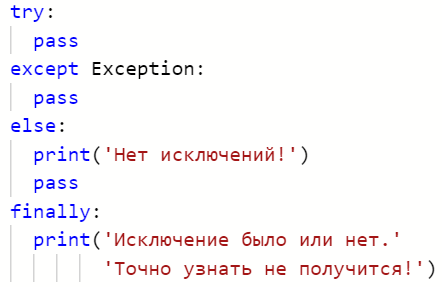 try:
  pass
except Exception:
  pass
else:
  print('Нет исключений!')
  pass
finally:
  print('Исключение было или нет.'
        'Точно узнать не получится!')